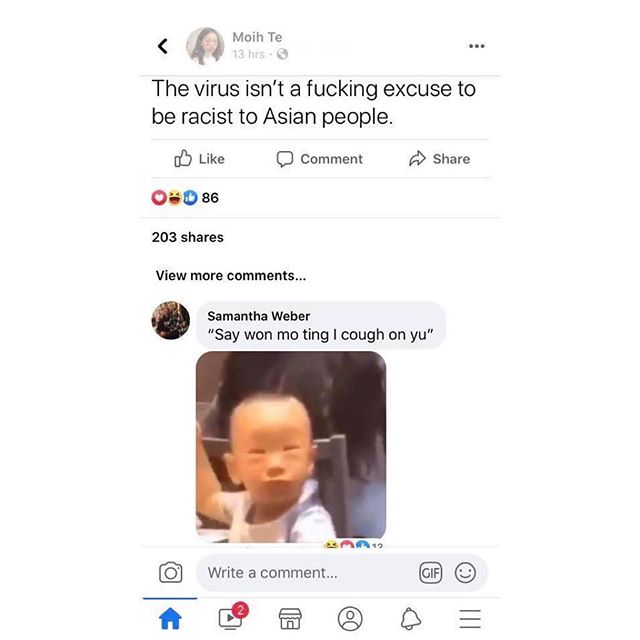 Moih Te
13 hrs ·
The virus isn't a fucking excuse to
be racist to Asian people.
Like Comment Share
86
203 shares
View more comments...
Samantha Weber
"Say won mo ting I cough on yu"
12
Write a comment...
GIF
2